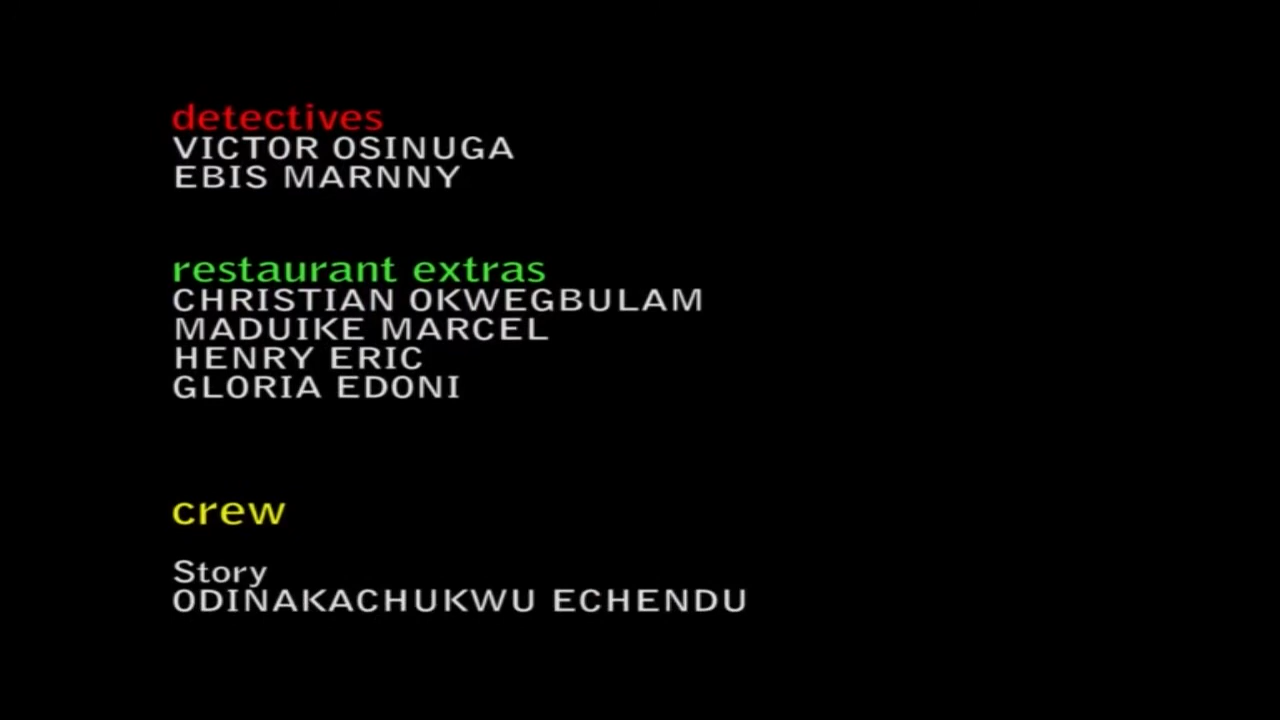 detectives
VICTOR OSINUGA
EBIS MARNNY
restaurant extras
CHRISTIAN OKWEGBULAM
MADUIKE MARCEL
HENRY ERIC
GLORIA EDONI
crew
Story
ODINAKACHUKWU ECHENDU